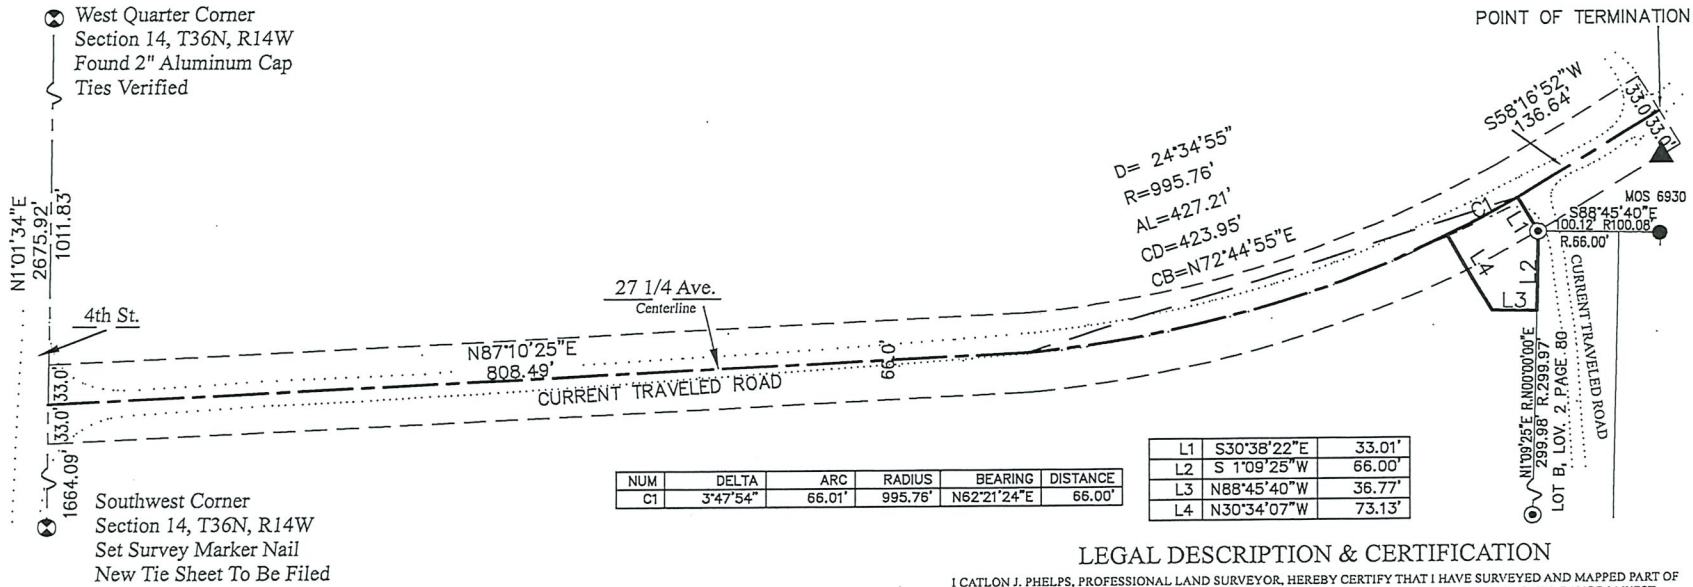 West Quarter Corner
Section 14, T36N, R14W
Found 2" Aluminum Cap
Ties Verified
POINT OF TERMINATION
N1°01'34"E
2675.92'
1011.83'
4th St.
33.0'
33.0'
1664.09'
Southwest Corner
Section 14, T36N, R14W
Set Survey Marker Nail
New Tie Sheet To Be Filed
N87°10'25"E
808.49'
27 1/4 Ave.
Centerline
CURRENT TRAVELED ROAD
66.0'
D= 24°34'55"
R=995.76'
AL=427.21'
CD=423.95'
CB=N72°44'55"E
S58°16'52"W
136.64'
33.0'
33.0'
C1
L1
L2
L3
L4
MOS 6930
S88°45'40"E
100.12' R100.08'
R.66.00'
CURRENT TRAVELED ROAD
N1°09'25"E R.N00°00'00"E
299.98' R.299.97'
LOT B, LOV. 2, PAGE 80
NUM DELTA ARC RADIUS BEARING DISTANCE
C1 3°47'54" 66.01' 995.76' N62°21'24"E 66.00'
L1 S30°38'22"E 33.01'
L2 S 1°09'25"W 66.00'
L3 N88°45'40"W 36.77'
L4 N30°34'07"W 73.13'
LEGAL DESCRIPTION & CERTIFICATION
I CATLON J. PHELPS, PROFESSIONAL LAND SURVEYOR, HEREBY CERTIFY THAT I HAVE SURVEYED AND MAPPED PART OF